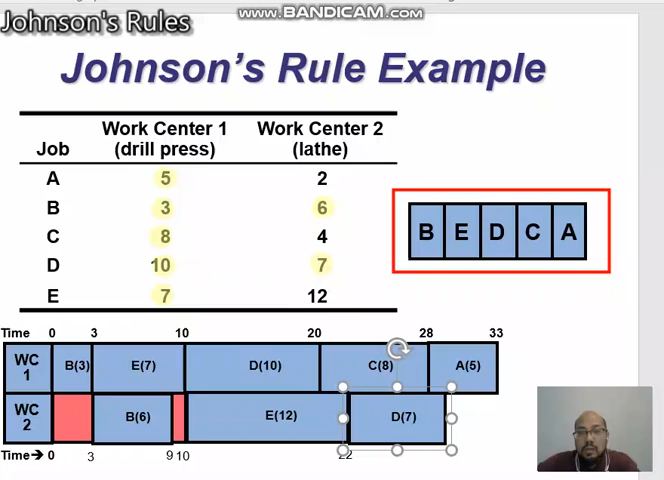 www.BANDICAM.com
Johnson's Rules
Johnson's Rule Example
Job Work Center 1 (drill press) Work Center 2 (lathe)
A 5 2
B 3 6
C 8 4
D 10 7
E 7 12
B E D C A
Time 0 3 10 20 28 33
WC 1 B(3) E(7) D(10) C(8) A(5)
WC 2 B(6) E(12) D(7)
Time➔ 0 3 9 10 22